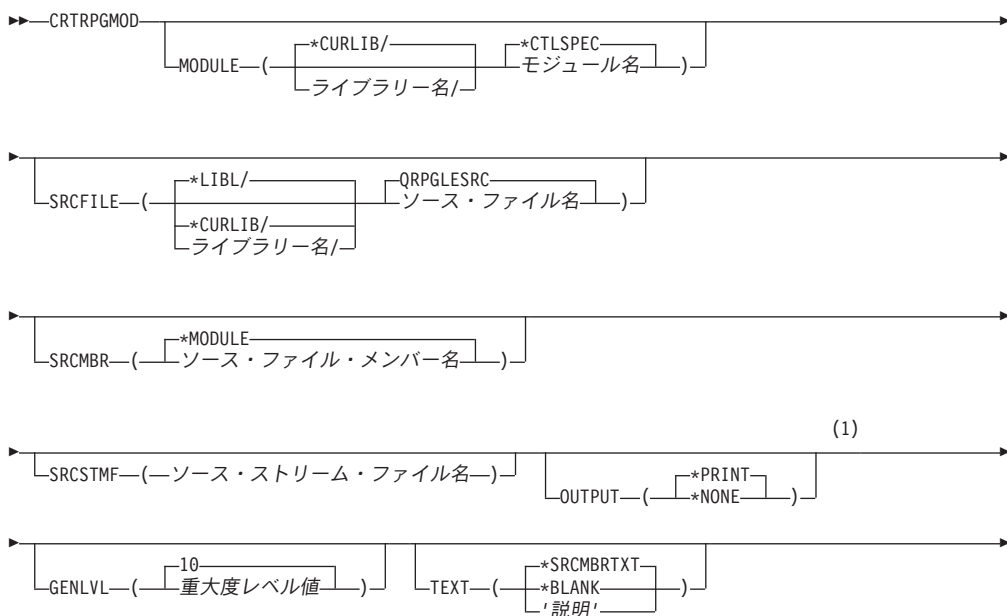 CRTRPGMOD
*CURLIB/ *CTLSPEC
MODULE ( ライブラリー名/ モジュール名 )
*LIBL/ QRPGLESRC
SRCFILE ( ソース・ファイル名 )
*CURLIB/
ライブラリー名/
*MODULE
SRCMBR ( ソース・ファイル・メンバー名 )
(1)
SRCSTMF ( ソース・ストリーム・ファイル名 ) *PRINT
OUTPUT ( *NONE )
10 *SRCMBRTXT
GENLVL ( 重大度レベル値 ) TEXT ( *BLANK )
'説明'